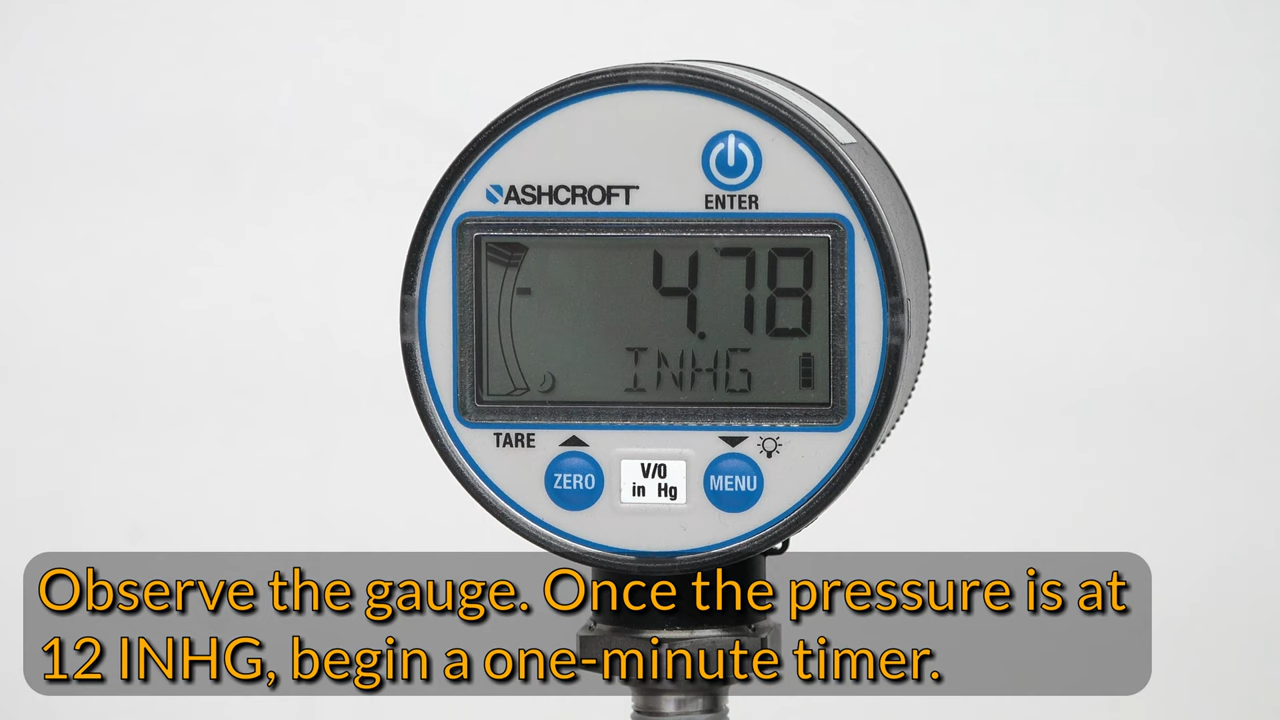 ASHCROFT
ENTER
4.78
INHG
TARE
ZERO
V/0
in Hg
MENU
Observe the gauge. Once the pressure is at
12 INHG, begin a one-minute timer.